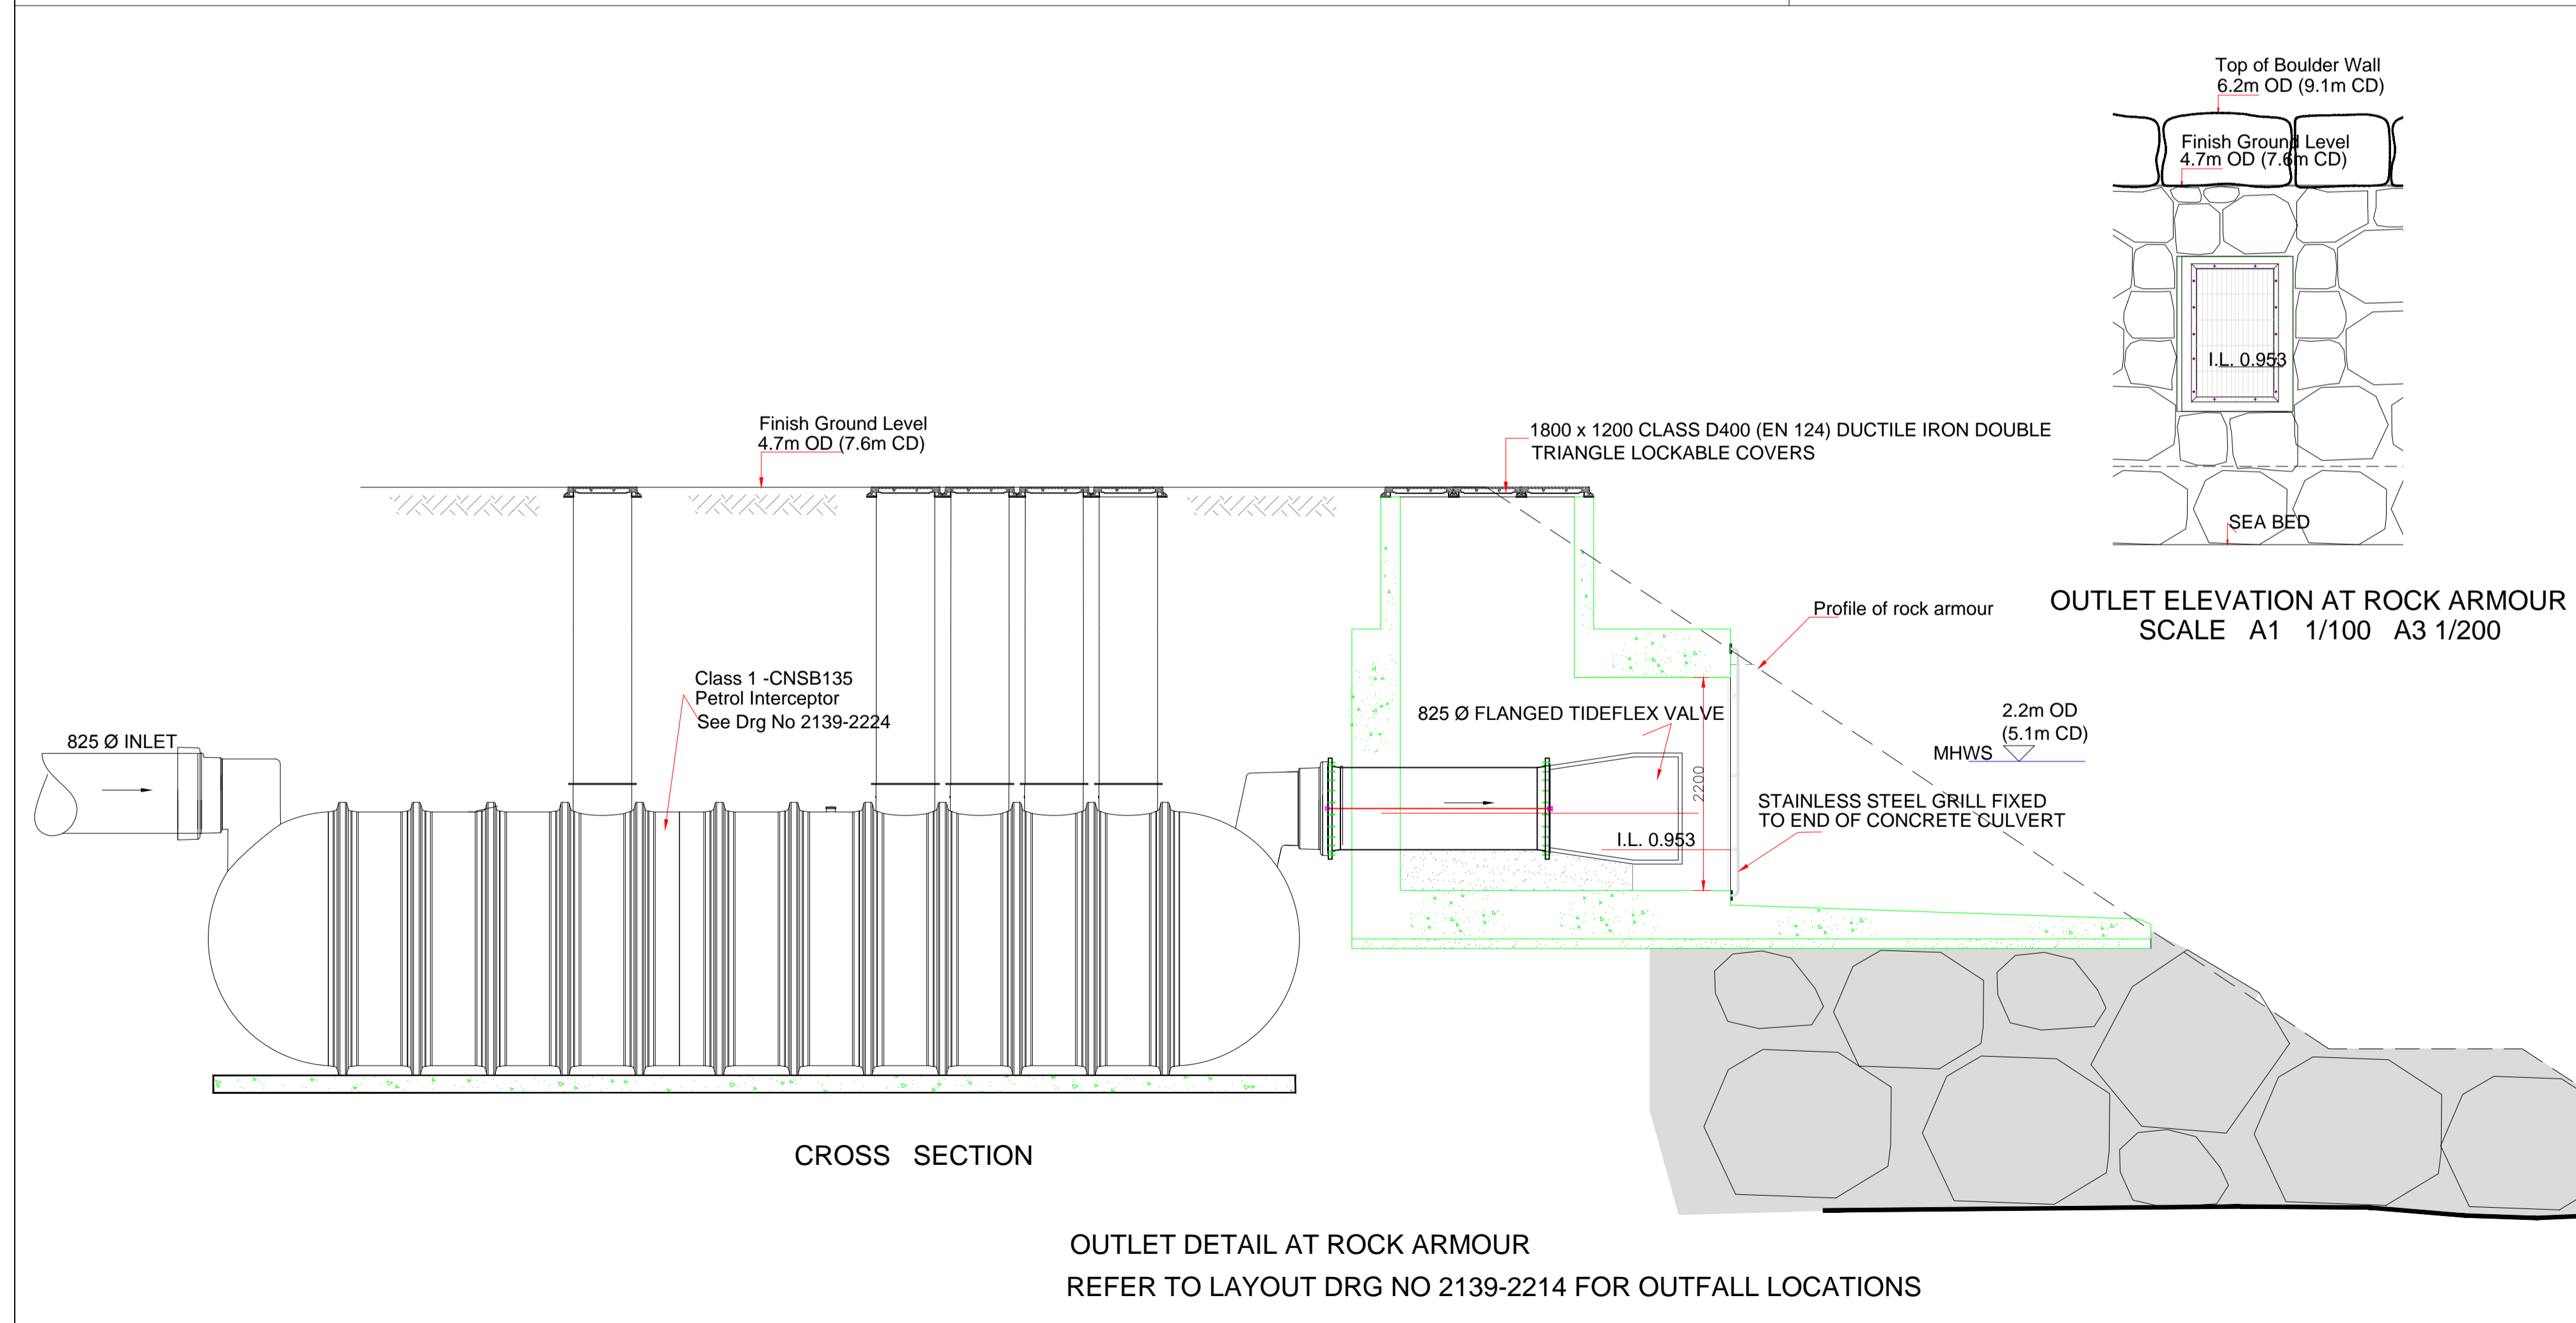 Top of Boulder Wall
6.2m OD (9.1m CD)
Finish Ground Level
4.7m OD (7.6m CD)
I.L. 0.953
SEA BED
OUTLET ELEVATION AT ROCK ARMOUR
SCALE A1 1/100 A3 1/200
Finish Ground Level
4.7m OD (7.6m CD)
1800 x 1200 CLASS D400 (EN 124) DUCTILE IRON DOUBLE
TRIANGLE LOCKABLE COVERS
Profile of rock armour
Class 1 -CNSB135
Petrol Interceptor
See Drg No 2139-2224
825 Ø INLET
825 Ø FLANGED TIDEFLEX VALVE
2.2m OD
(5.1m CD)
MHWS
2200
STAINLESS STEEL GRILL FIXED
TO END OF CONCRETE CULVERT
I.L. 0.953
CROSS SECTION
OUTLET DETAIL AT ROCK ARMOUR
REFER TO LAYOUT DRG NO 2139-2214 FOR OUTFALL LOCATIONS